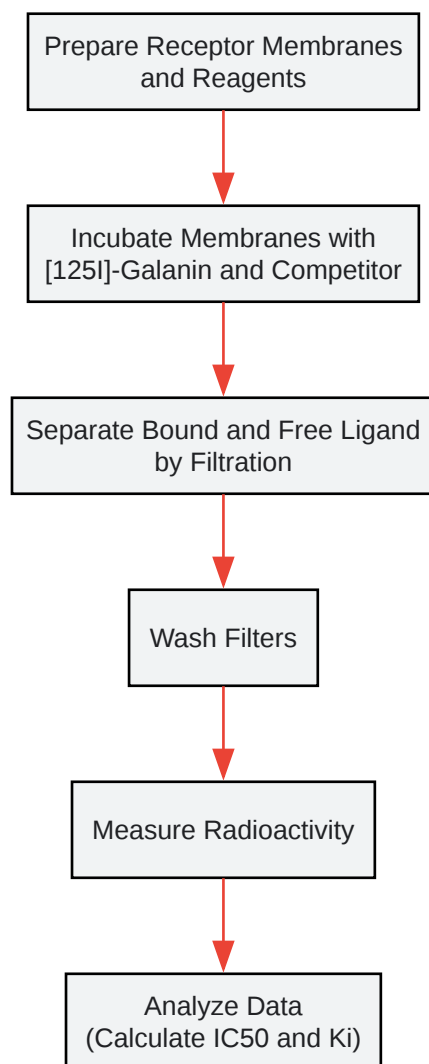 Prepare Receptor Membranes
and Reagents
Incubate Membranes with
[125I]-Galanin and Competitor
Separate Bound and Free Ligand
by Filtration
Wash Filters
Measure Radioactivity
Analyze Data
(Calculate IC50 and Ki)